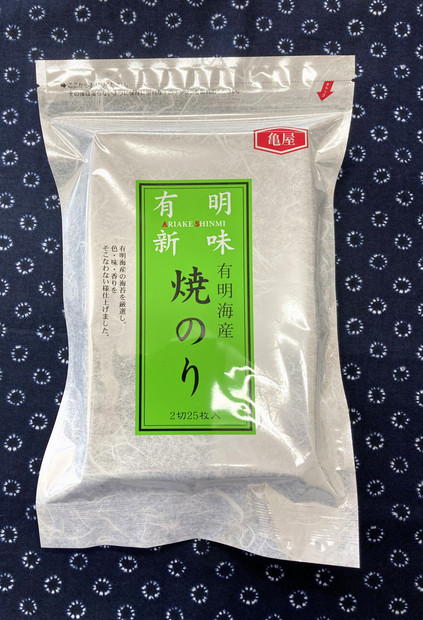 亀屋
有明
ARIAKE SHINMI
新味
有明海産
焼のり
2切25枚入
有明海産の海苔を厳選し、
色・味・香りを
そこなわない様仕上げました。